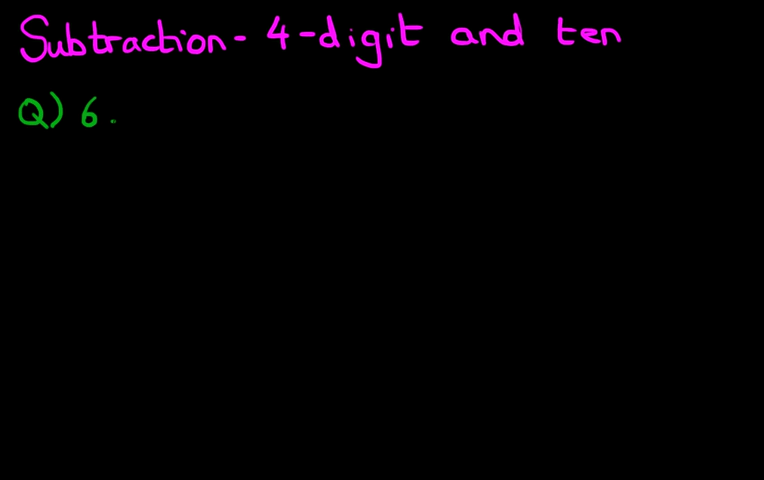 Subtraction - 4-digit and ten
Q) 6 .